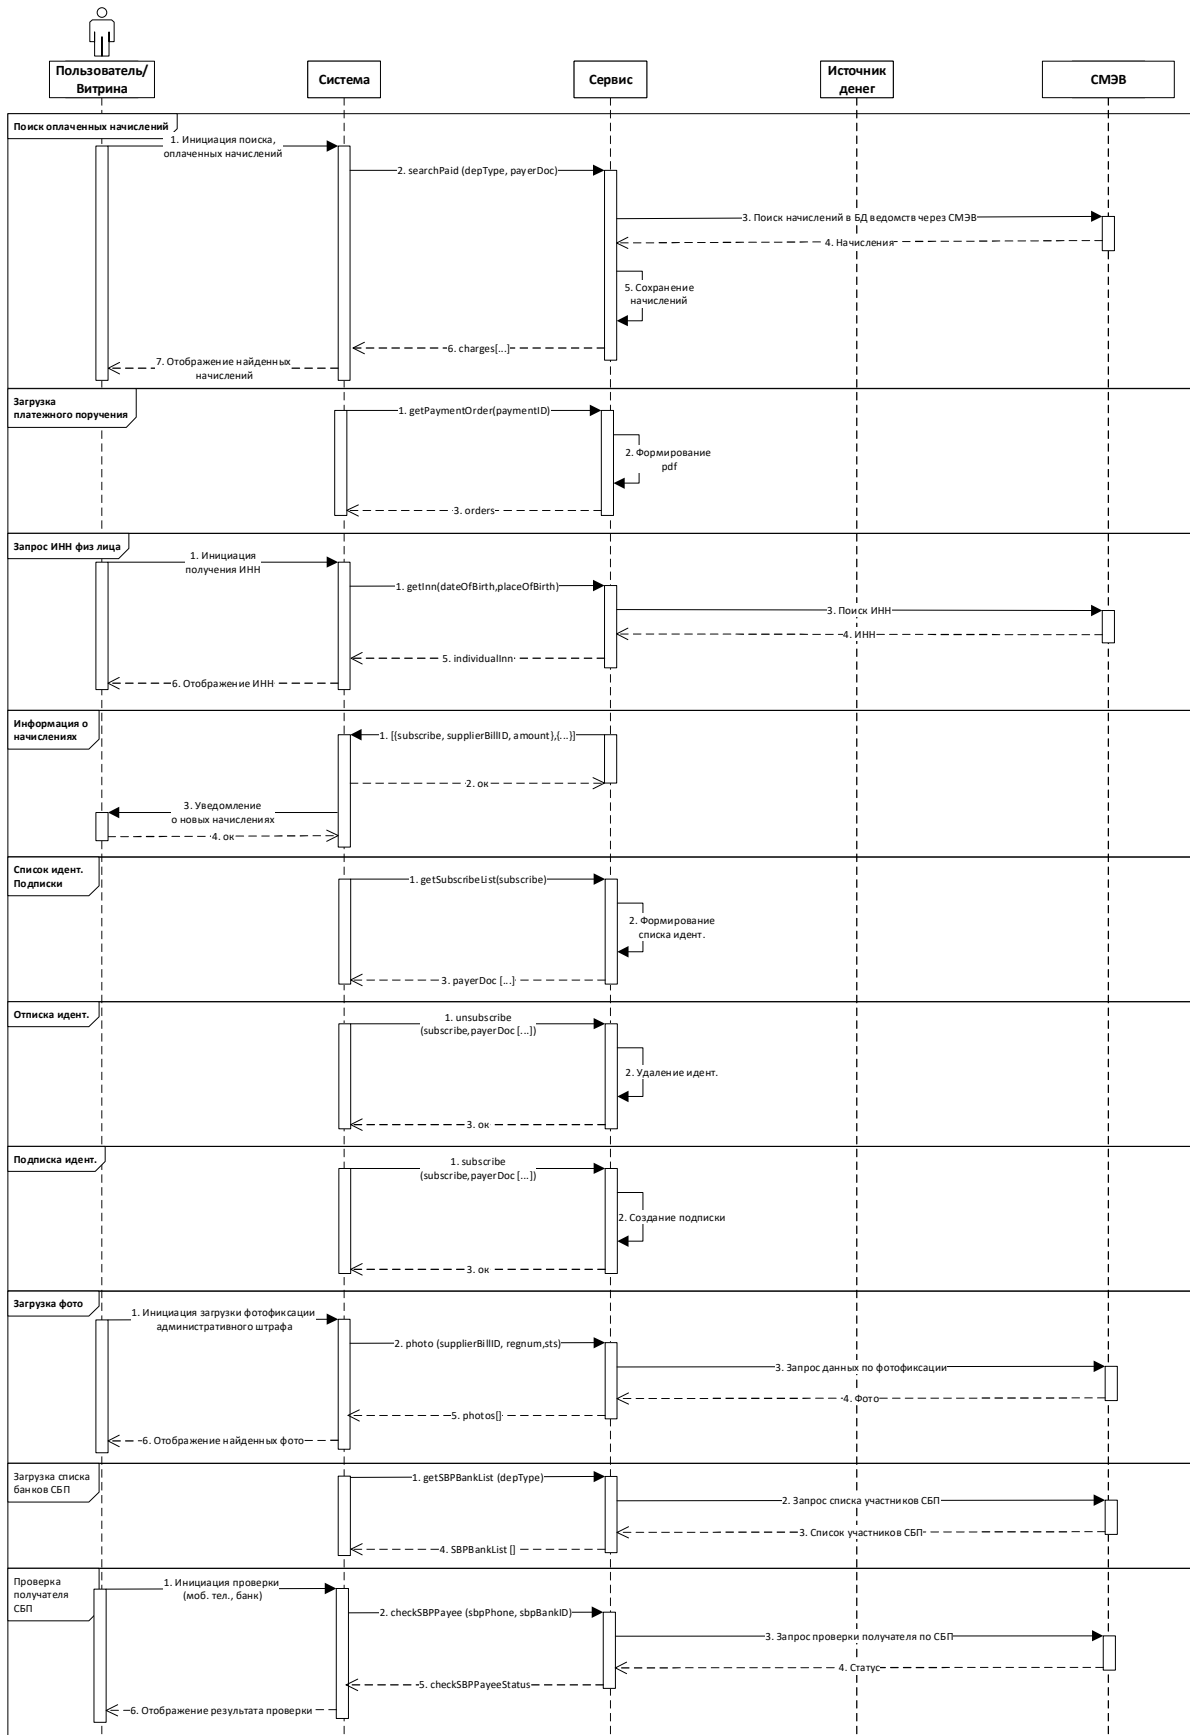 Пользователь/
Витрина
Система
Сервис
Источник
денег
СМЭВ
Поиск оплаченных начислений
1. Инициация поиска,
оплаченных начислений
2. searchPaid (depType, payerDoc)
3. Поиск начислений в БД ведомств через СМЭВ
4. Начисления
5. Сохранение
начислений
6. charges[...]
7. Отображение найденных
начислений
Загрузка
платежного поручения
1. getPaymentOrder(paymentID)
2. Формирование
pdf
3. orders
Запрос ИНН физ лица
1. Инициация
получения ИНН
1. getInn(dateOfBirth,placeOfBirth)
3. Поиск ИНН
4. ИНН
5. individualInn
6. Отображение ИНН
Информация о
начислениях
1. [{subscribe, supplierBillID, amount},{...}]
2. ок
3. Уведомление
о новых начислениях
4. ок
Список идент.
Подписки
1. getSubscribeList(subscribe)
2. Формирование
списка идент.
3. payerDoc [...]
Отписка идент.
1. unsubscribe
(subscribe,payerDoc [...])
2. Удаление идент.
3. ок
Подписка идент.
1. subscribe
(subscribe,payerDoc [...])
2. Создание подписки
3. ок
Загрузка фото
1. Инициация загрузки фотофиксации
административного штрафа
2. photo (supplierBillID, regnum,sts)
3. Запрос данных по фотофиксации
4. Фото
5. photos[]
6. Отображение найденных фото
Загрузка списка
банков СБП
1. getSBPBankList (depType)
2. Запрос списка участников СБП
3. Список участников СБП
4. SBPBankList []
Проверка
получателя
СБП
1. Инициация проверки
(моб. тел., банк)
2. checkSBPPayee (sbpPhone, sbpBankID)
3. Запрос проверки получателя по СБП
4. Статус
5. checkSBPPayeeStatus
6. Отображение результата проверки